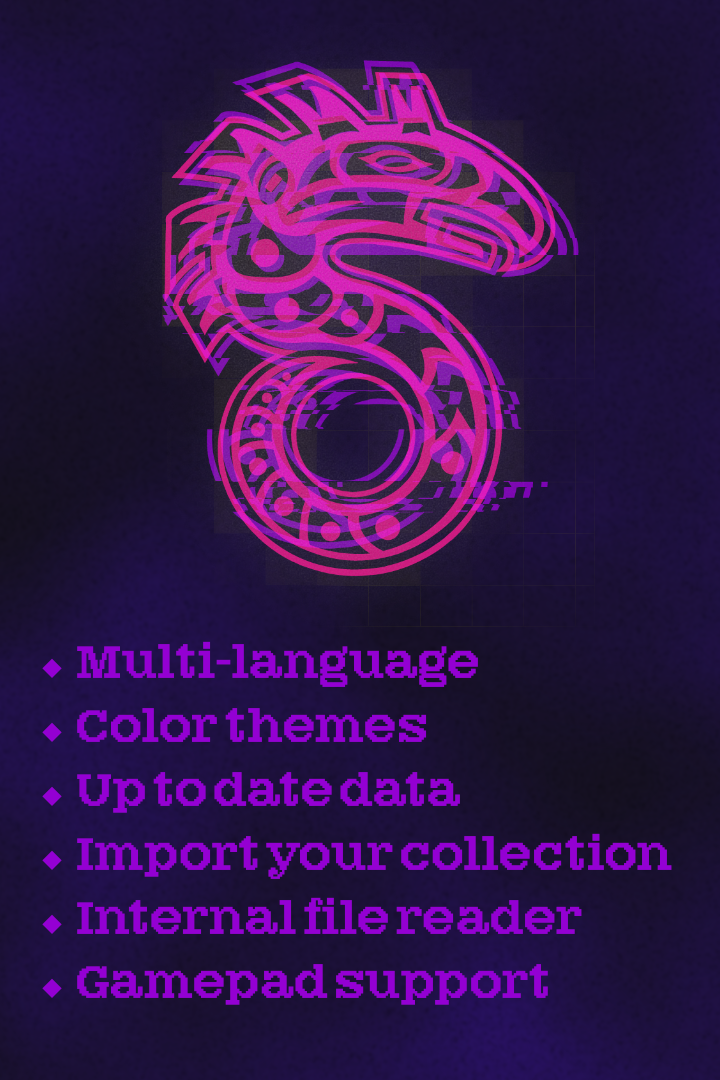 Multi-language
Color themes
Up to date data
Import your collection
Internal file reader
Gamepad support